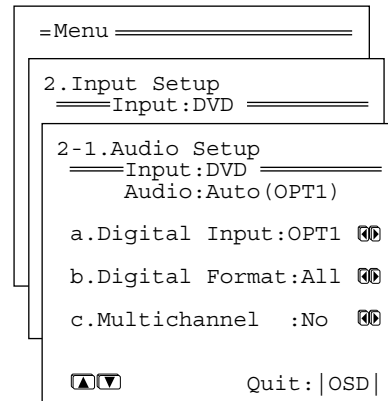 Menu
2.Input Setup
Input:DVD
2-1.Audio Setup
Input:DVD
Audio:Auto(OPT1)
a.Digital Input:OPT1
b.Digital Format:All
c.Multichannel :No
Quit:|OSD|